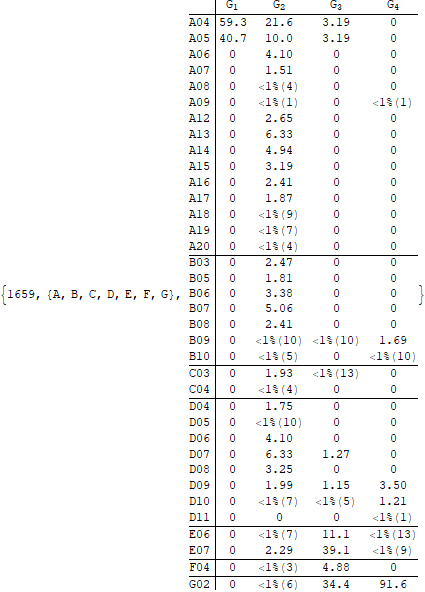 G1 G2 G3 G4
A04 59.3 21.6 3.19 0
A05 40.7 10.0 3.19 0
A06 0 4.10 0 0
A07 0 1.51 0 0
A08 0 <1%(4) 0 0
A09 0 <1%(1) 0 <1%(1)
A12 0 2.65 0 0
A13 0 6.33 0 0
A14 0 4.94 0 0
A15 0 3.19 0 0
A16 0 2.41 0 0
A17 0 1.87 0 0
A18 0 <1%(9) 0 0
A19 0 <1%(7) 0 0
A20 0 <1%(4) 0 0
B03 0 2.47 0 0
B05 0 1.81 0 0
{1659, {A, B, C, D, E, F, G}, B06 0 3.38 0 0 }
B07 0 5.06 0 0
B08 0 2.41 0 0
B09 0 <1%(10) <1%(10) 1.69
B10 0 <1%(5) 0 <1%(10)
C03 0 1.93 <1%(13) 0
C04 0 <1%(4) 0 0
D04 0 1.75 0 0
D05 0 <1%(10) 0 0
D06 0 4.10 0 0
D07 0 6.33 1.27 0
D08 0 3.25 0 0
D09 0 1.99 1.15 3.50
D10 0 <1%(7) <1%(5) 1.21
D11 0 0 0 <1%(1)
E06 0 <1%(7) 11.1 <1%(13)
E07 0 2.29 39.1 <1%(9)
F04 0 <1%(3) 4.88 0
G02 0 <1%(6) 34.4 91.6